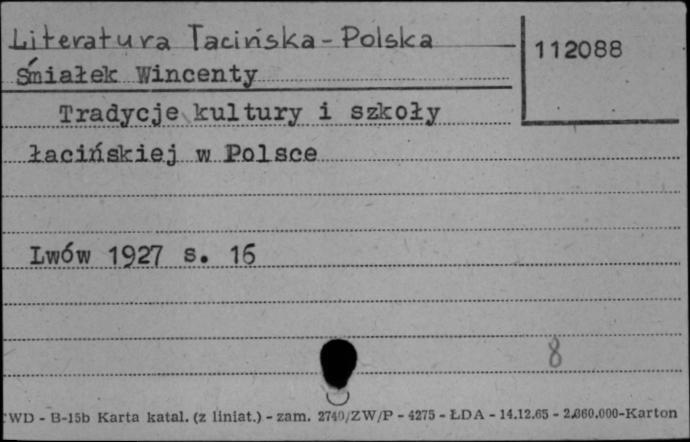 Literatura Łacińska - Polska
112088
Śmiałek Wincenty
Tradycje kultury i szkoły
łacińskiej w Polsce
Lwów 1927 s. 16
8
WD - B-15b Karta katal. (z liniat.) - zam. 2740/ZW/P - 4275 - ŁDA - 14.12.65 - 2.660.000-Karton